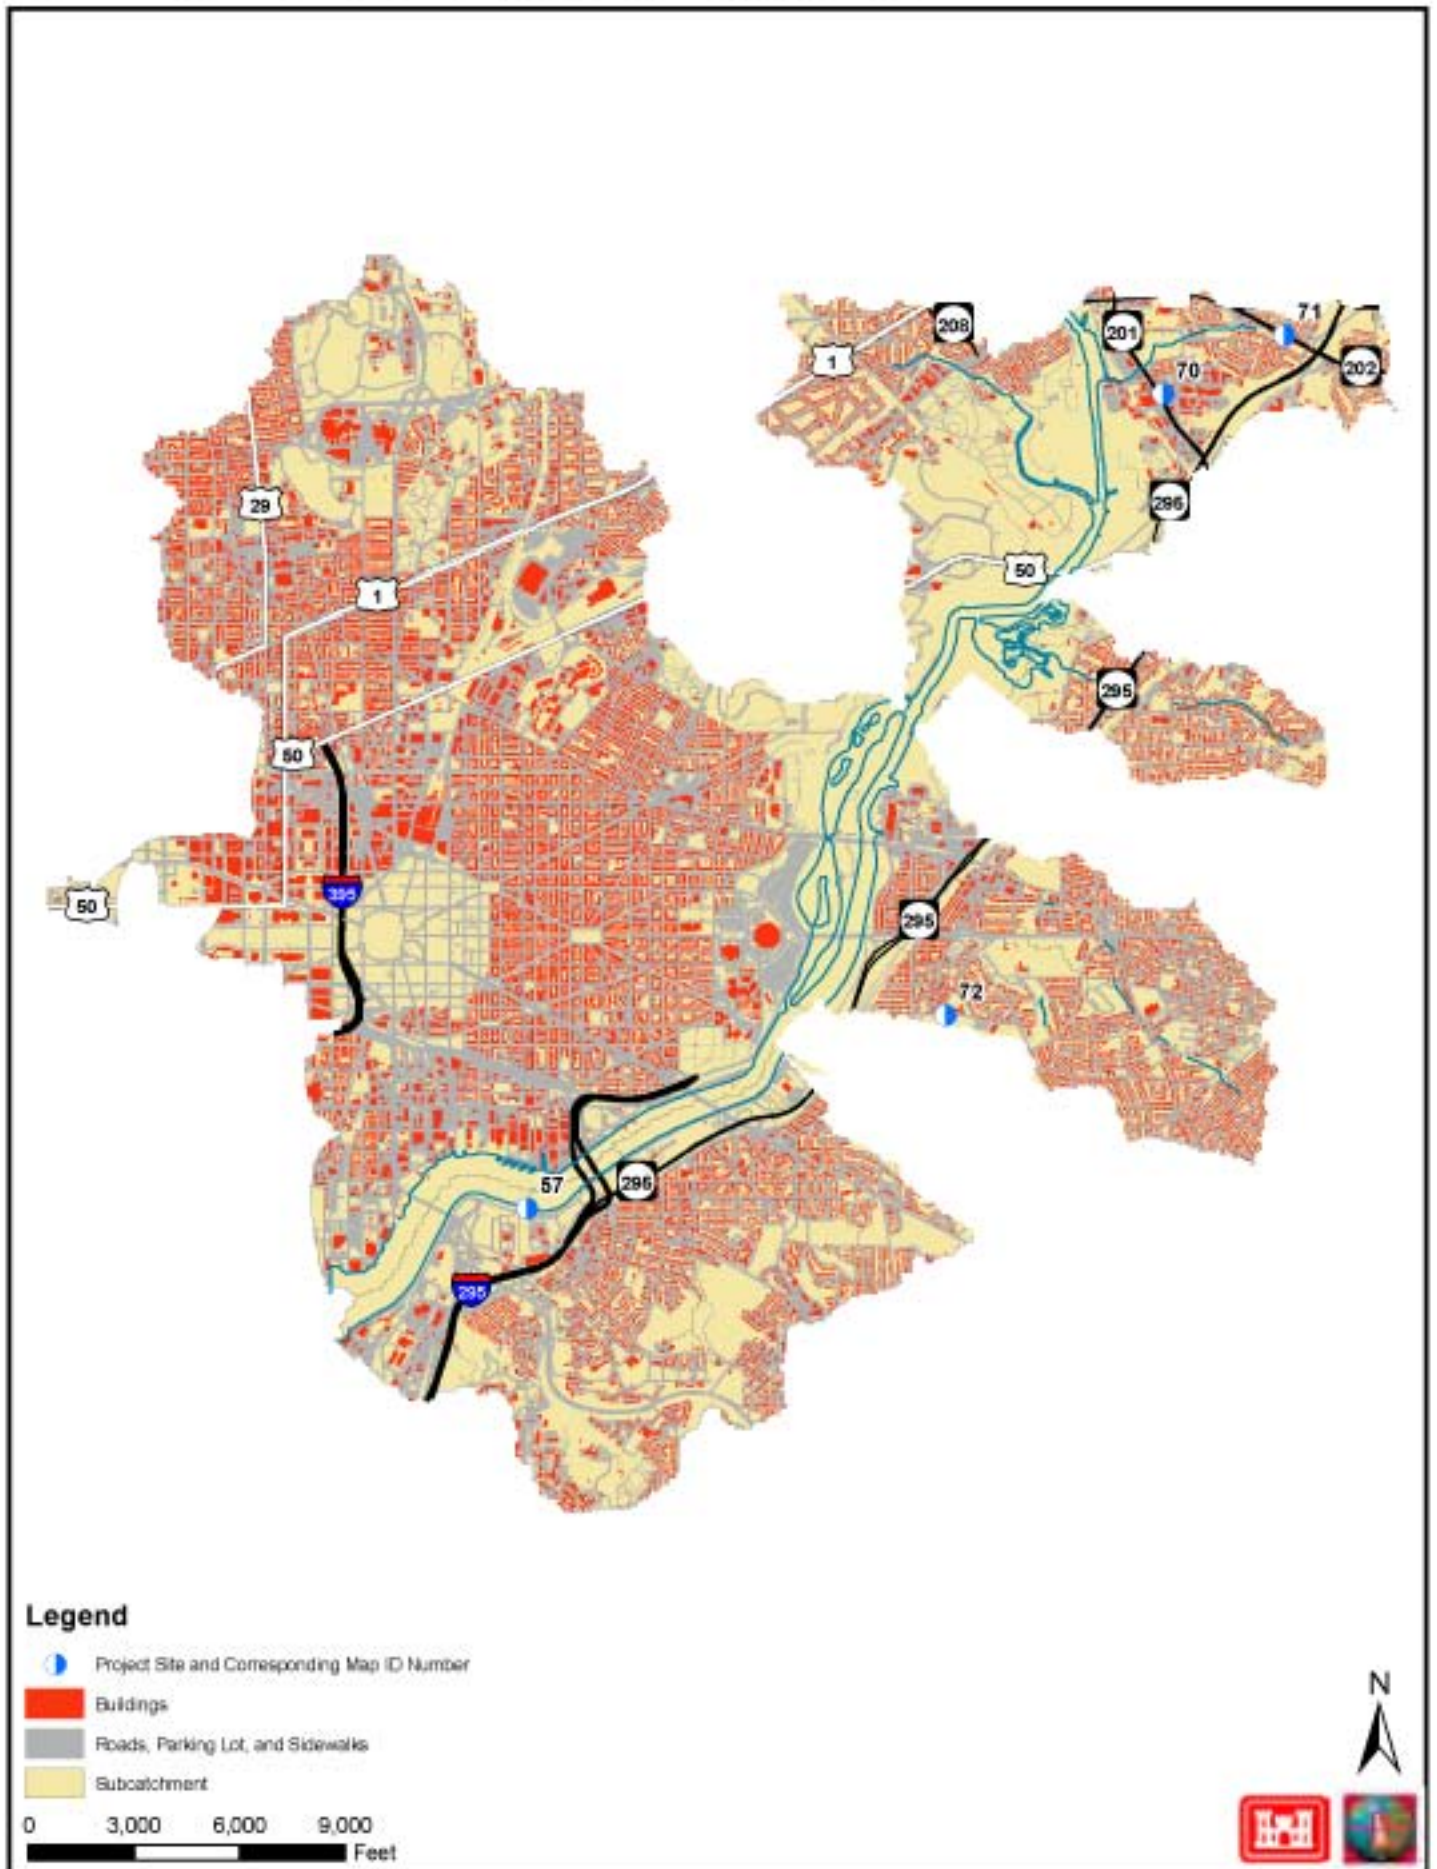 208
201
71
1
202
70
29
296
50
1
295
50
395
50
295
72
57
296
295
Legend
Project Site and Corresponding Map ID Number
Buildings
Roads, Parking Lot, and Sidewalks
Subcatchment
N
0 3,000 6,000 9,000
Feet